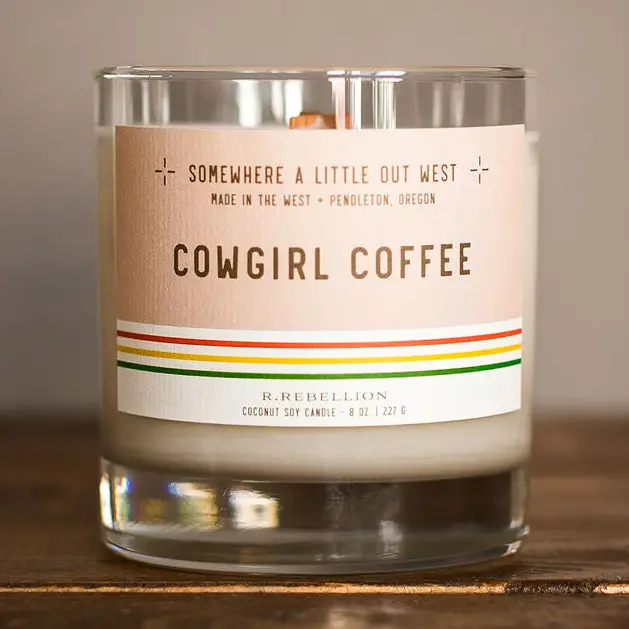 SOMEWHERE A LITTLE OUT WEST
MADE IN THE WEST • PENDLETON, OREGON
COWGIRL COFFEE
R.REBELLION
COCONUT SOY CANDLE - 8 OZ. | 227 G